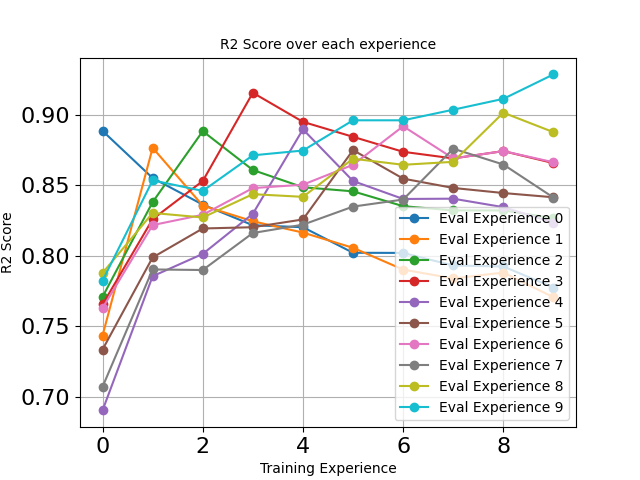 R2 Score over each experience
R2 Score
0.90
0.85
0.80
0.75
0.70
0
2
4
6
8
Training Experience
Eval Experience 0
Eval Experience 1
Eval Experience 2
Eval Experience 3
Eval Experience 4
Eval Experience 5
Eval Experience 6
Eval Experience 7
Eval Experience 8
Eval Experience 9